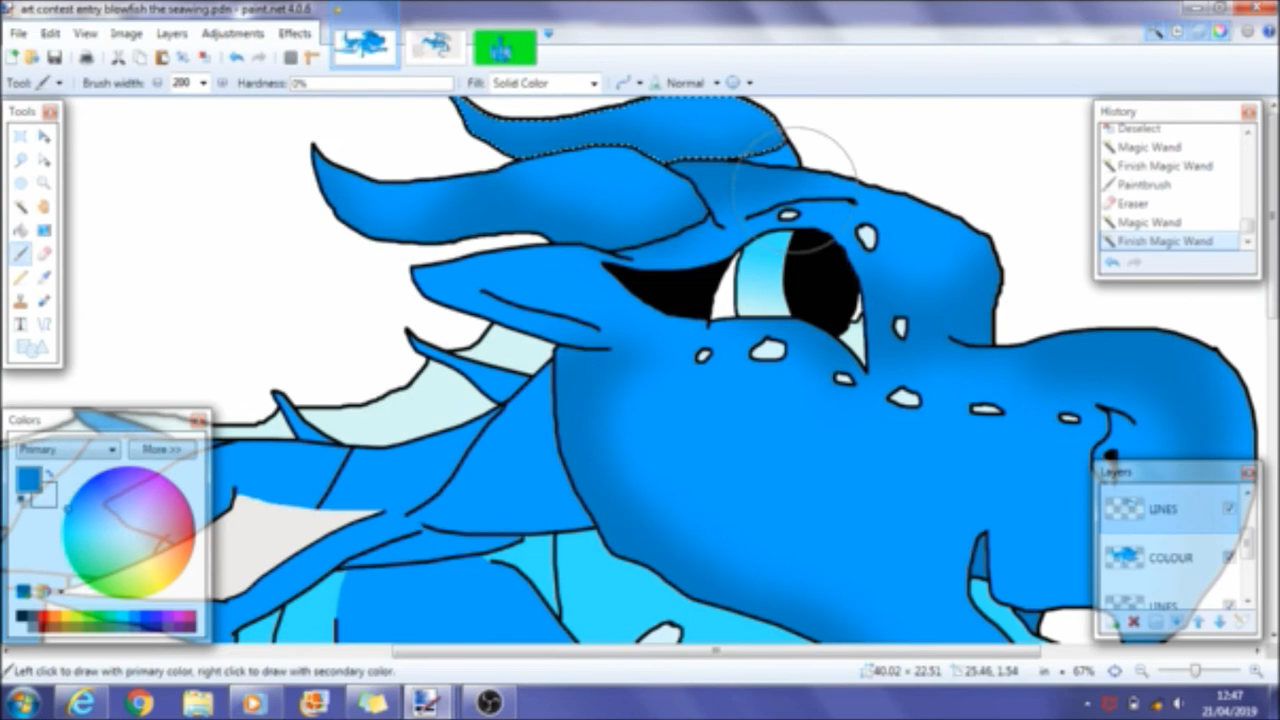 art contest entry blowfish the seawing.pdn - paint.net 4.0.6
File Edit View Image Layers Adjustments Effects
Tool: Brush width: 200 Hardness: 0% Fill: Solid Color Normal
Tools
History
Deselect
Magic Wand
Finish Magic Wand
Paintbrush
Eraser
Magic Wand
Finish Magic Wand
Colors
Primary More >>
Layers
LINES
COLOUR
LINES
Left click to draw with primary color, right click to draw with secondary color. 40.02 × 22.51 25.46, 1.54 in 67%
12:47
21/04/2019